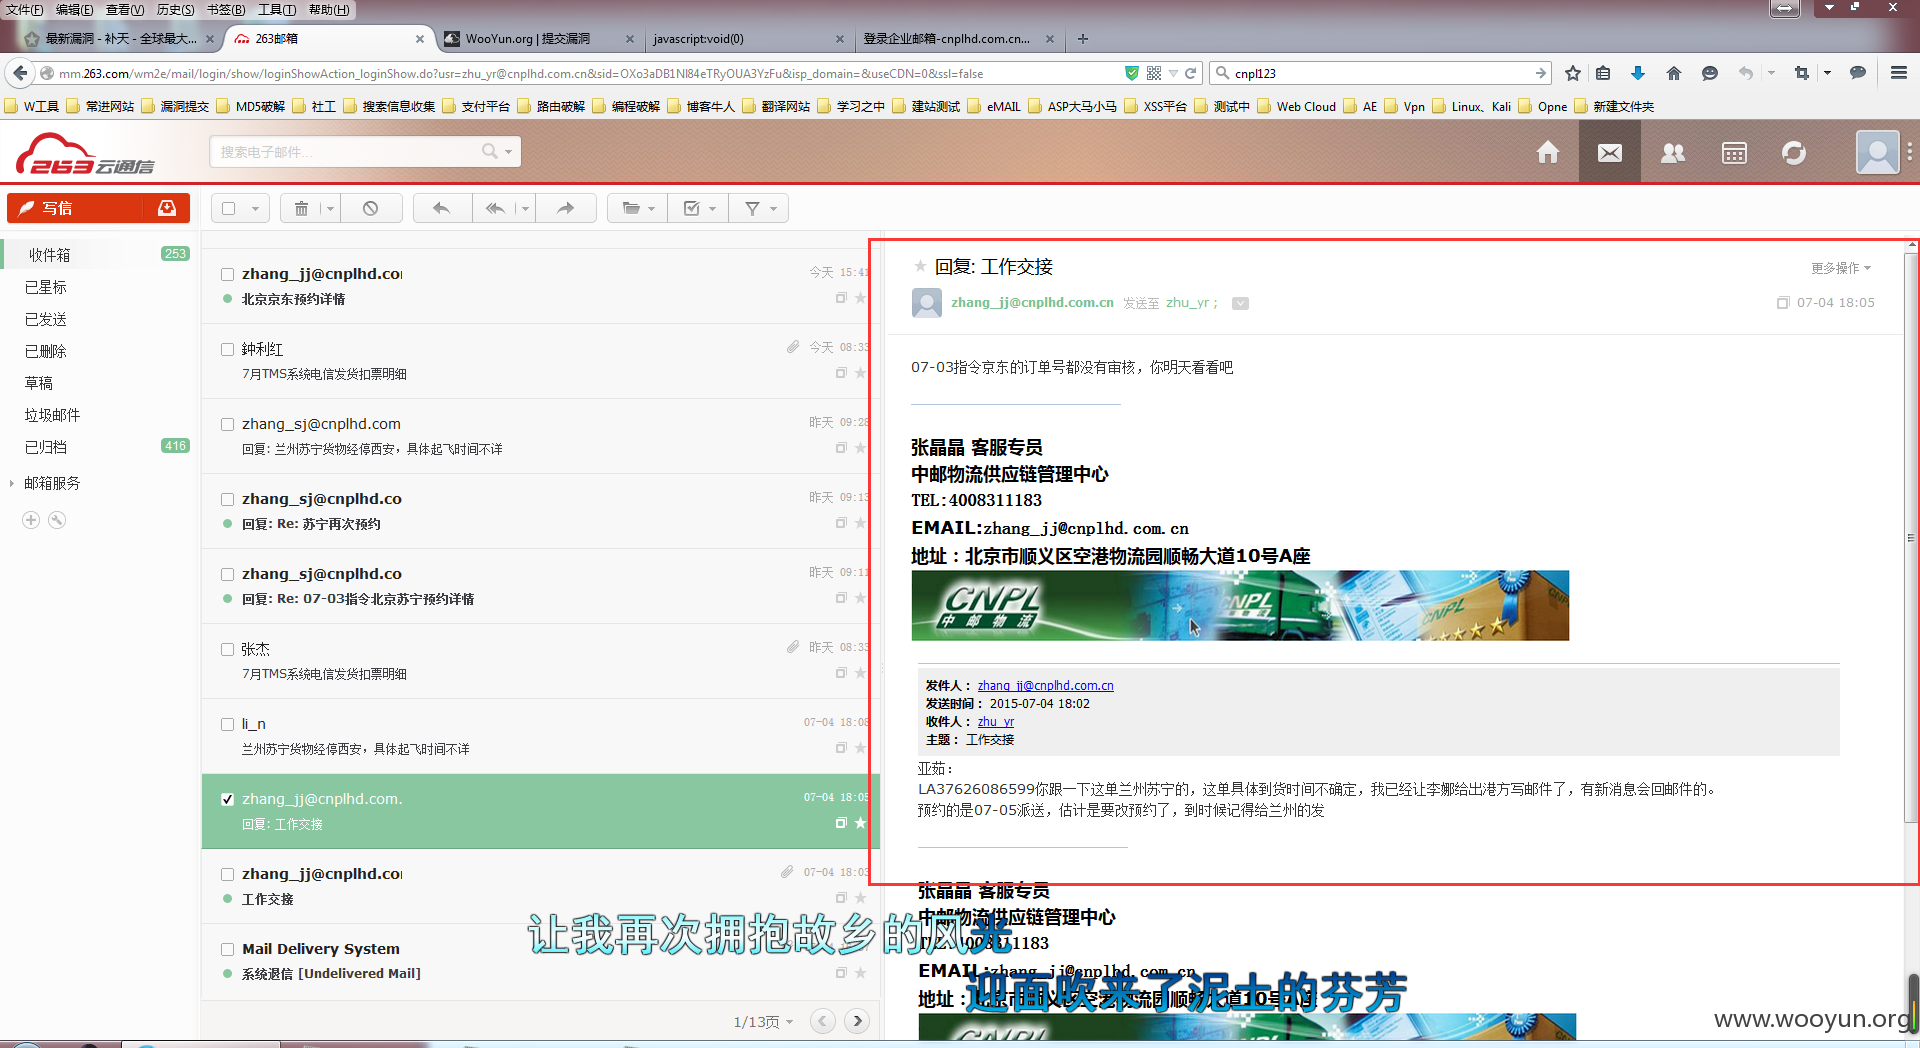 文件(F) 编辑(E) 查看(V) 历史(S) 书签(B) 工具(T) 帮助(H)
最新漏洞 - 补天 - 全球最大... 263邮箱 WooYun.org | 提交漏洞 javascript:void(0) 登录企业邮箱-cnplhd.com.cn...
mm.263.com/wm2e/mail/login/show/loginShowAction_loginShow.do?usr=zhu_yr@cnplhd.com.cn&sid=OXo3aDB1Nl84eTRyOUA3YzFu&isp_domain=&useCDN=0&ssl=false cnpl123
W工具 常进网站 漏洞提交 MD5破解 社工 搜索信息收集 支付平台 路由破解 编程破解 博客牛人 翻译网站 学习之中 建站测试 eMAIL ASP大马小马 XSS平台 测试中 Web Cloud AE Vpn Linux、Kali Opne 新建文件夹
263云通信 搜索电子邮件...
写信
收件箱 253
已星标
已发送
已删除
草稿
垃圾邮件
已归档 416
邮箱服务
zhang_jj@cnplhd.co 今天 15:41
北京京东预约详情
鈡利红 今天 08:33
7月TMS系统电信发货扣票明细
zhang_sj@cnplhd.com 昨天 09:28
回复: 兰州苏宁货物经停西安，具体起飞时间不详
zhang_sj@cnplhd.co 昨天 09:13
回复: Re: 苏宁再次预约
zhang_sj@cnplhd.co 昨天 09:11
回复: Re: 07-03指令北京苏宁预约详情
张杰 昨天 08:33
7月TMS系统电信发货扣票明细
li_n 07-04 18:08
兰州苏宁货物经停西安，具体起飞时间不详
zhang_jj@cnplhd.com. 07-04 18:05
回复: 工作交接
zhang_jj@cnplhd.co 07-04 18:03
工作交接
Mail Delivery System
系统退信 [Undelivered Mail]
1/13页
回复: 工作交接
更多操作
zhang_jj@cnplhd.com.cn 发送至 zhu_yr ; 07-04 18:05
07-03指令京东的订单号都没有审核，你明天看看吧
张晶晶 客服专员
中邮物流供应链管理中心
TEL:4008311183
EMAIL:zhang_jj@cnplhd.com.cn
地址：北京市顺义区空港物流园顺畅大道10号A座
CNPL CNPL CNPL CNPL
中邮物流
发件人： zhang_jj@cnplhd.com.cn
发送时间： 2015-07-04 18:02
收件人： zhu_yr
主题： 工作交接
亚茹：
LA37626086599你跟一下这单兰州苏宁的，这单具体到货时间不确定，我已经让李娜给出港方写邮件了，有新消息会回邮件的。
预约的是07-05派送，估计是要改预约了，到时候记得给兰州的发
张晶晶 客服专员
中邮物流供应链管理中心
TEL:4008311183
EMAIL:zhang_jj@cnplhd.com.cn
地址：北京市顺义区空港物流园顺畅大道10号A座
让我再次拥抱故乡的风光
迎面吹来了泥土的芬芳
www.wooyun.org